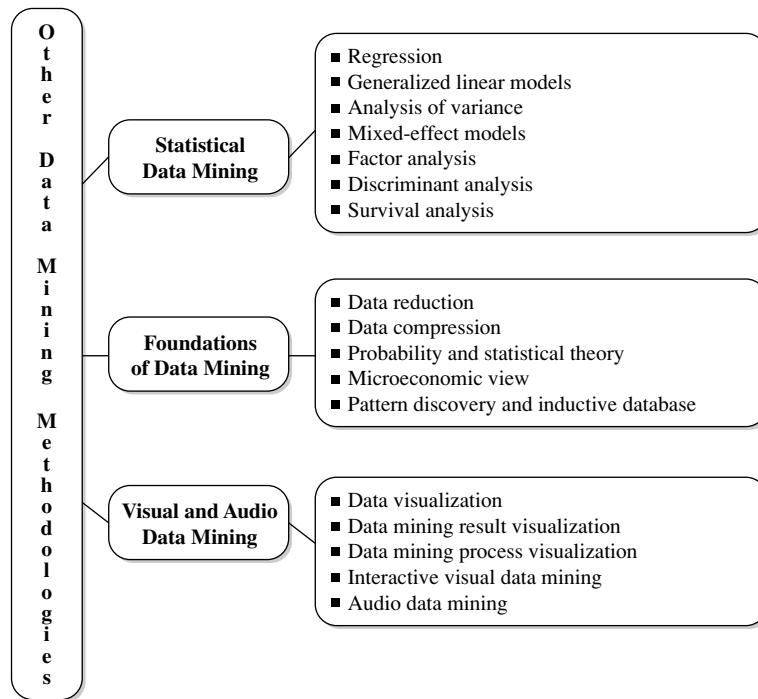 Other Data Mining Methodologies
Statistical
Data Mining
Regression
Generalized linear models
Analysis of variance
Mixed-effect models
Factor analysis
Discriminant analysis
Survival analysis
Foundations
of Data Mining
Data reduction
Data compression
Probability and statistical theory
Microeconomic view
Pattern discovery and inductive database
Visual and Audio
Data Mining
Data visualization
Data mining result visualization
Data mining process visualization
Interactive visual data mining
Audio data mining